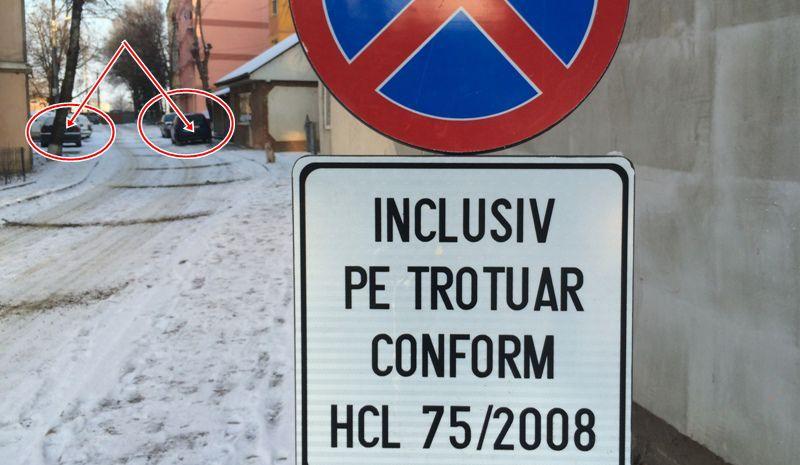 INCLUSIV
PE TROTUAR
CONFORM
HCL 75/2008